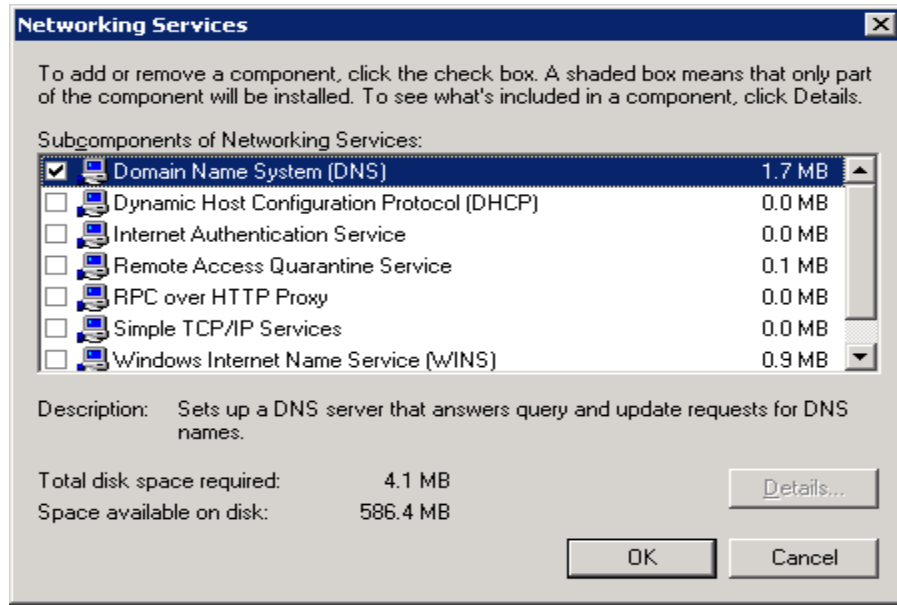 Networking Services
To add or remove a component, click the check box. A shaded box means that only part
of the component will be installed. To see what's included in a component, click Details.
Subcomponents of Networking Services:
Domain Name System (DNS) 1.7 MB
Dynamic Host Configuration Protocol (DHCP) 0.0 MB
Internet Authentication Service 0.0 MB
Remote Access Quarantine Service 0.1 MB
RPC over HTTP Proxy 0.0 MB
Simple TCP/IP Services 0.0 MB
Windows Internet Name Service (WINS) 0.9 MB
Description: Sets up a DNS server that answers query and update requests for DNS
names.
Total disk space required: 4.1 MB
Details...
Space available on disk: 586.4 MB
OK Cancel